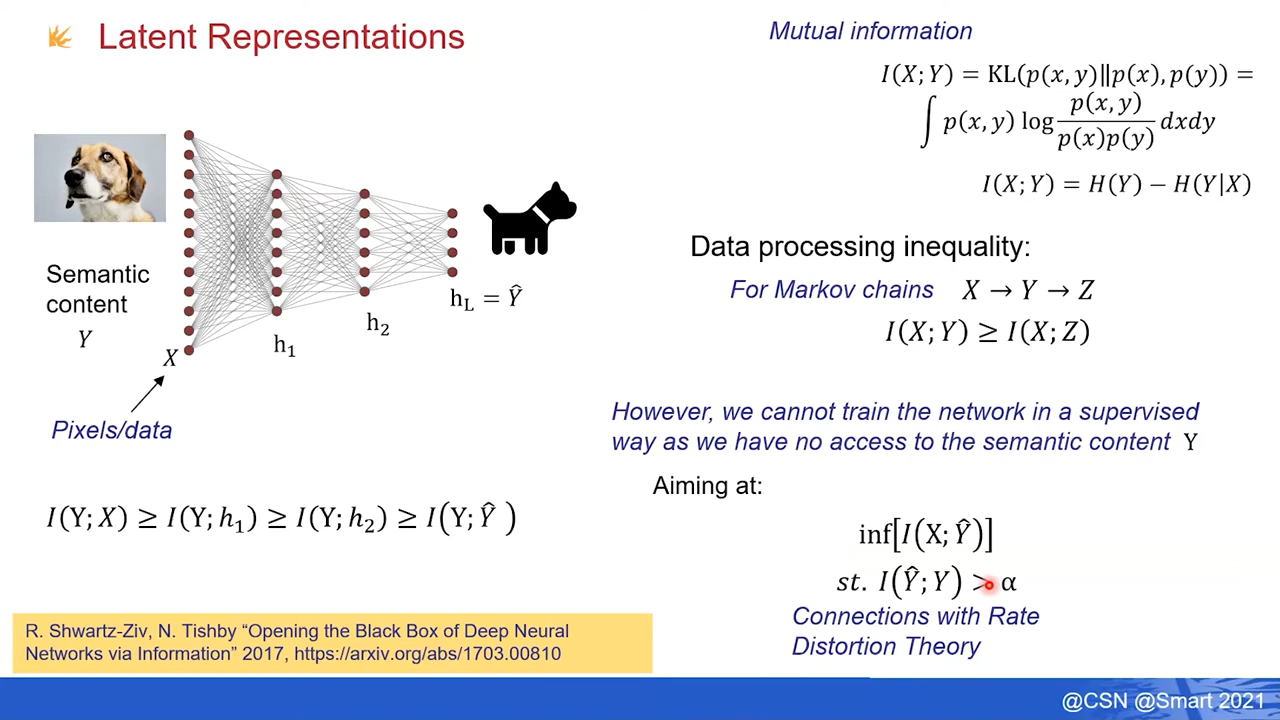 Latent Representations
Semantic
content
Y
X
Pixels/data
h₁
h₂
h_L = Ŷ
I(Y; X) ≥ I(Y; h₁) ≥ I(Y; h₂) ≥ I(Y; Ŷ )
R. Shwartz-Ziv, N. Tishby “Opening the Black Box of Deep Neural
Networks via Information” 2017, https://arxiv.org/abs/1703.00810
Mutual information
I(X; Y) = KL(p(x, y)‖p(x), p(y)) =
∫ p(x, y) log p(x, y) / p(x)p(y) dxdy
I(X; Y) = H(Y) − H(Y|X)
Data processing inequality:
For Markov chains X → Y → Z
I(X; Y) ≥ I(X; Z)
However, we cannot train the network in a supervised
way as we have no access to the semantic content Y
Aiming at:
inf[I(X; Ŷ)]
st. I(Ŷ; Y) > α
Connections with Rate
Distortion Theory
@CSN @Smart 2021